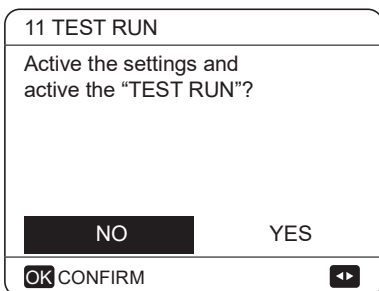 11 TEST RUN
Active the settings and
active the “TEST RUN”?
NO YES
OK CONFIRM